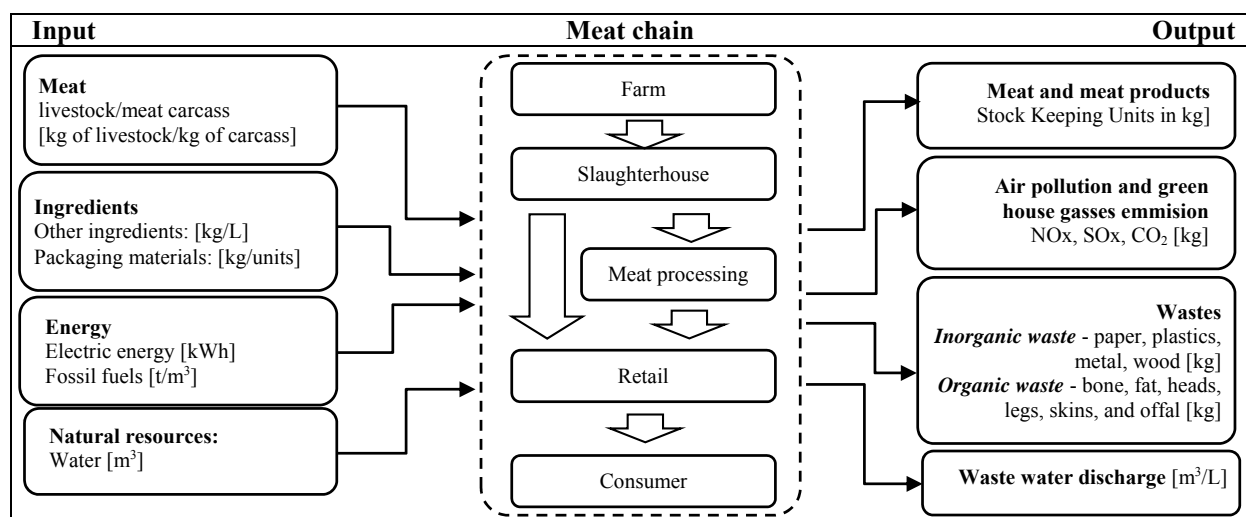 Input
Meat chain
Output
Meat
livestock/meat carcass
[kg of livestock/kg of carcass]
Ingredients
Other ingredients: [kg/L]
Packaging materials: [kg/units]
Energy
Electric energy [kWh]
Fossil fuels [t/m³]
Natural resources:
Water [m³]
Farm
Slaughterhouse
Meat processing
Retail
Consumer
Meat and meat products
Stock Keeping Units in kg]
Air pollution and green
house gasses emmision
NOx, SOx, CO₂ [kg]
Wastes
Inorganic waste - paper, plastics,
metal, wood [kg]
Organic waste - bone, fat, heads,
legs, skins, and offal [kg]
Waste water discharge [m³/L]